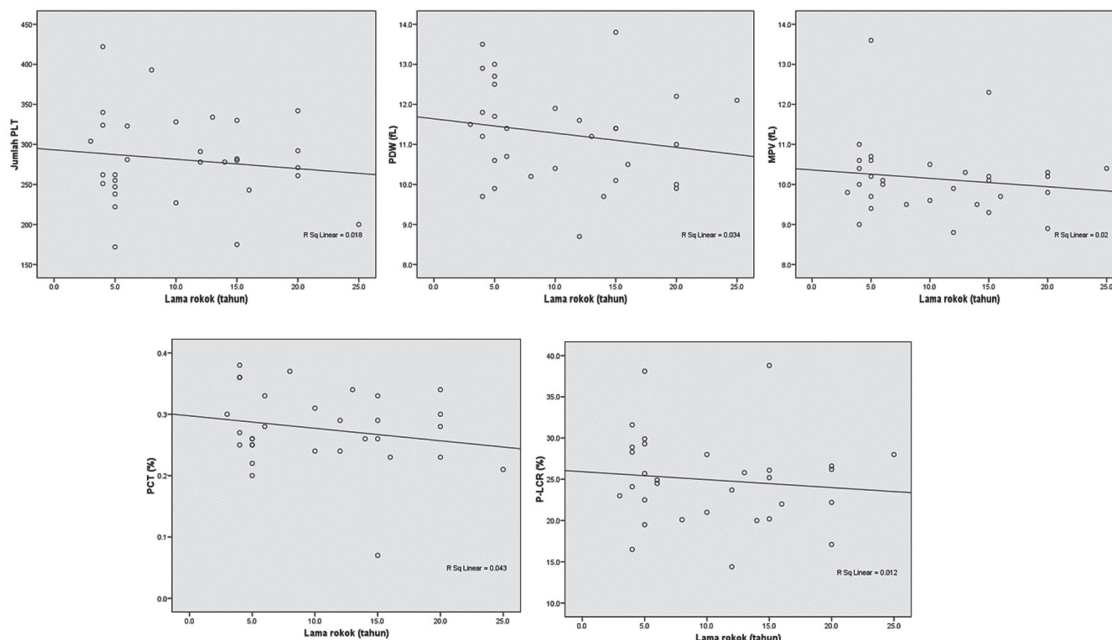 450
400
350
300
250
200
150
Jumlah PLT
R Sq Linear = 0.018
0.0 5.0 10.0 15.0 20.0 25.0
Lama rokok (tahun)
14.0
13.0
12.0
11.0
10.0
9.0
8.0
PDW (fL)
R Sq Linear = 0.034
0.0 5.0 10.0 15.0 20.0 25.0
Lama rokok (tahun)
14.0
13.0
12.0
11.0
10.0
9.0
8.0
MPV (fL)
R Sq Linear = 0.02
0.0 5.0 10.0 15.0 20.0 25.0
Lama rokok (tahun)
0.4
0.3
0.2
0.1
0.0
PCT (%)
R Sq Linear = 0.043
0.0 5.0 10.0 15.0 20.0 25.0
Lama rokok (tahun)
40.0
35.0
30.0
25.0
20.0
15.0
10.0
P-LCR (%)
R Sq Linear = 0.012
0.0 5.0 10.0 15.0 20.0 25.0
Lama rokok (tahun)